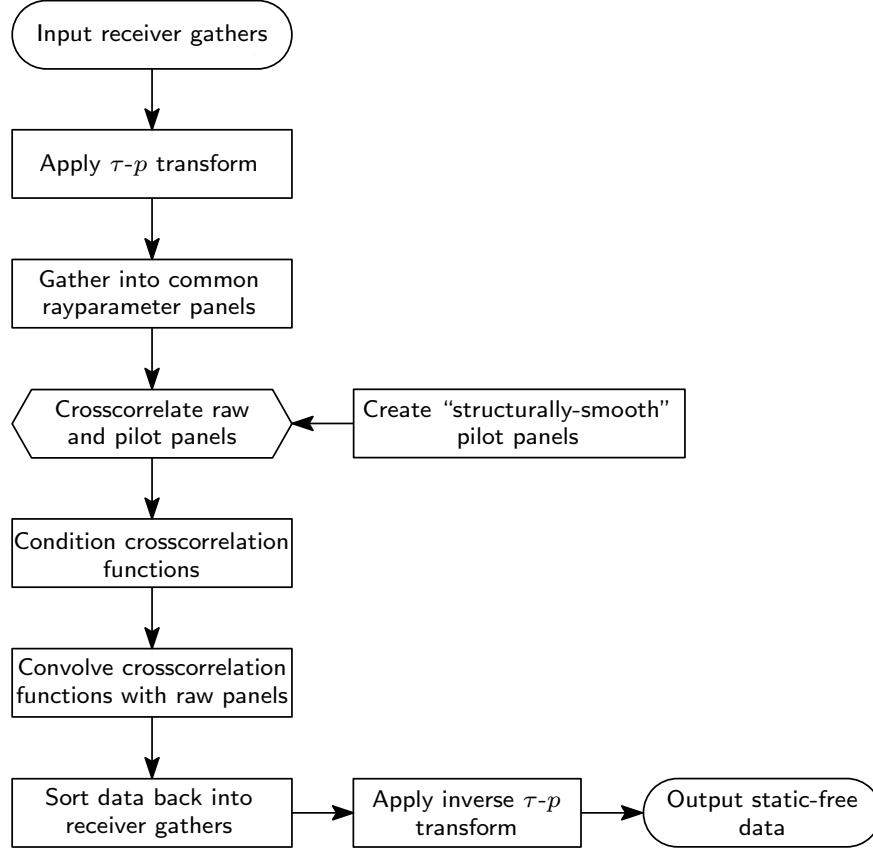 Input receiver gathers
Apply τ-p transform
Gather into common
rayparameter panels
Crosscorrelate raw
and pilot panels
Create “structurally-smooth”
pilot panels
Condition crosscorrelation
functions
Convolve crosscorrelation
functions with raw panels
Sort data back into
receiver gathers
Apply inverse τ-p
transform
Output static-free
data